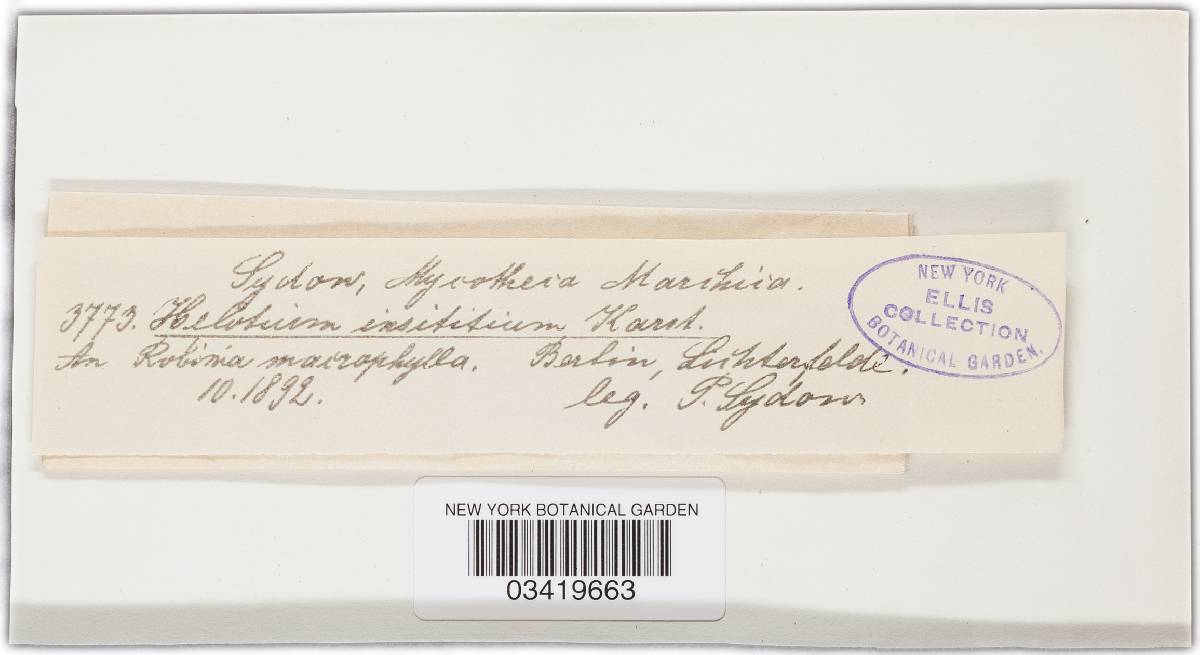 Sydow, Mycotheca Marchica.
3773. Helotium insititium Karst.
An Robinia macrophylla. Berlin, Lichterfelde.
10.1892. leg. P. Sydow
NEW YORK
ELLIS
COLLECTION
BOTANICAL GARDEN.
NEW YORK BOTANICAL GARDEN
03419663